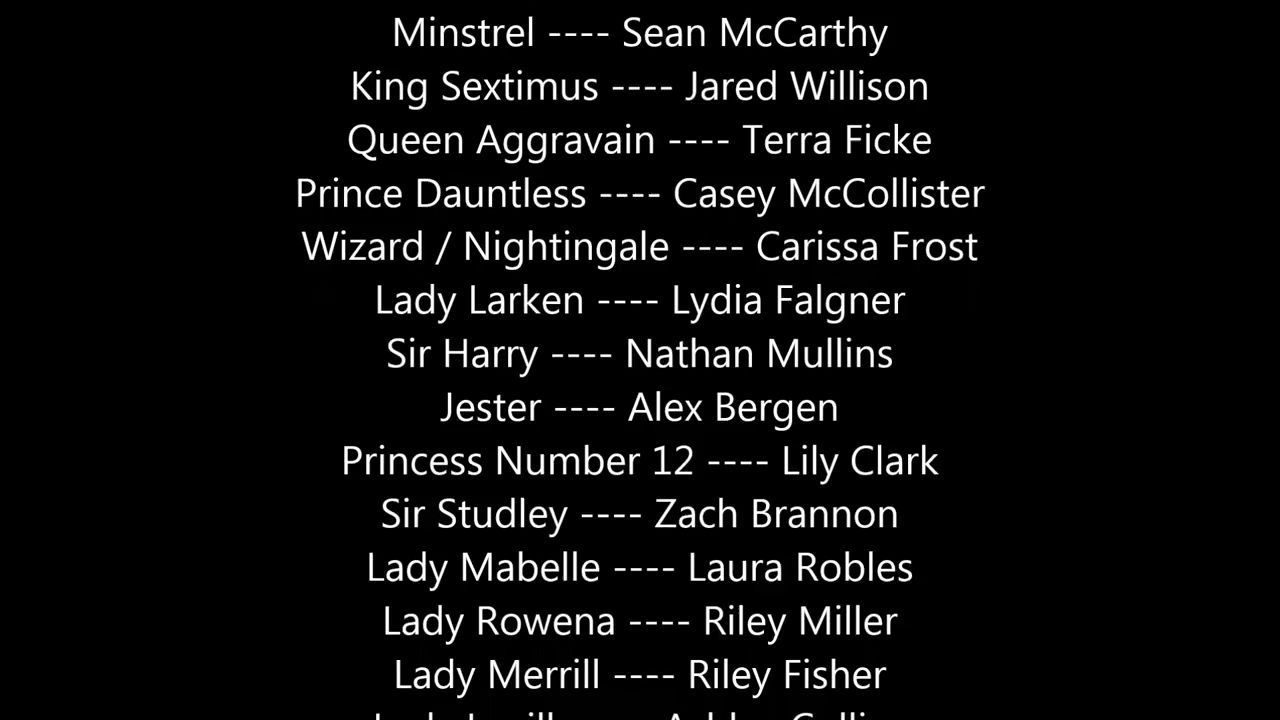 Minstrel ---- Sean McCarthy
King Sextimus ---- Jared Willison
Queen Aggravain ---- Terra Ficke
Prince Dauntless ---- Casey McCollister
Wizard / Nightingale ---- Carissa Frost
Lady Larken ---- Lydia Falgner
Sir Harry ---- Nathan Mullins
Jester ---- Alex Bergen
Princess Number 12 ---- Lily Clark
Sir Studley ---- Zach Brannon
Lady Mabelle ---- Laura Robles
Lady Rowena ---- Riley Miller
Lady Merrill ---- Riley Fisher
Lady